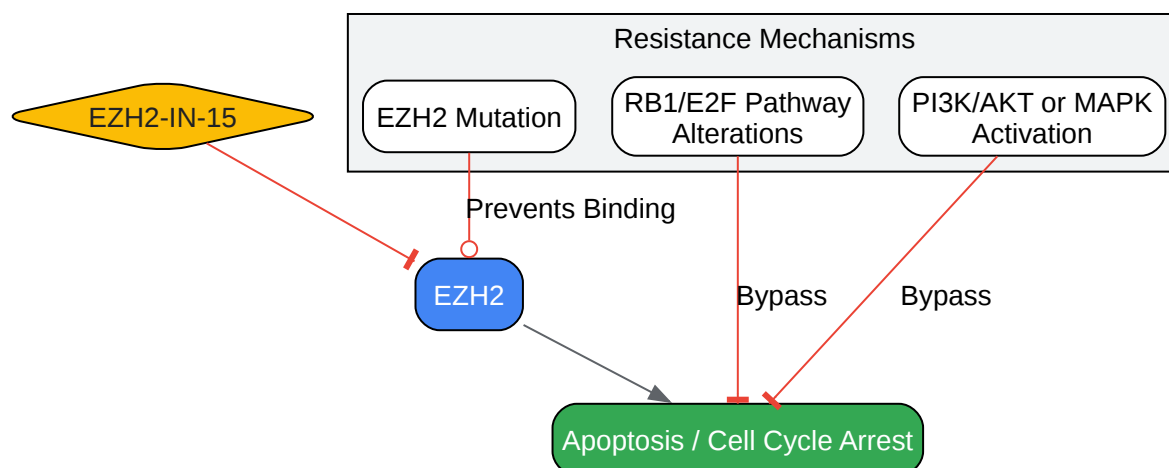 Resistance Mechanisms
EZH2-IN-15
EZH2 Mutation
RB1/E2F Pathway
Alterations
PI3K/AKT or MAPK
Activation
Prevents Binding
EZH2
Bypass
Bypass
Apoptosis / Cell Cycle Arrest